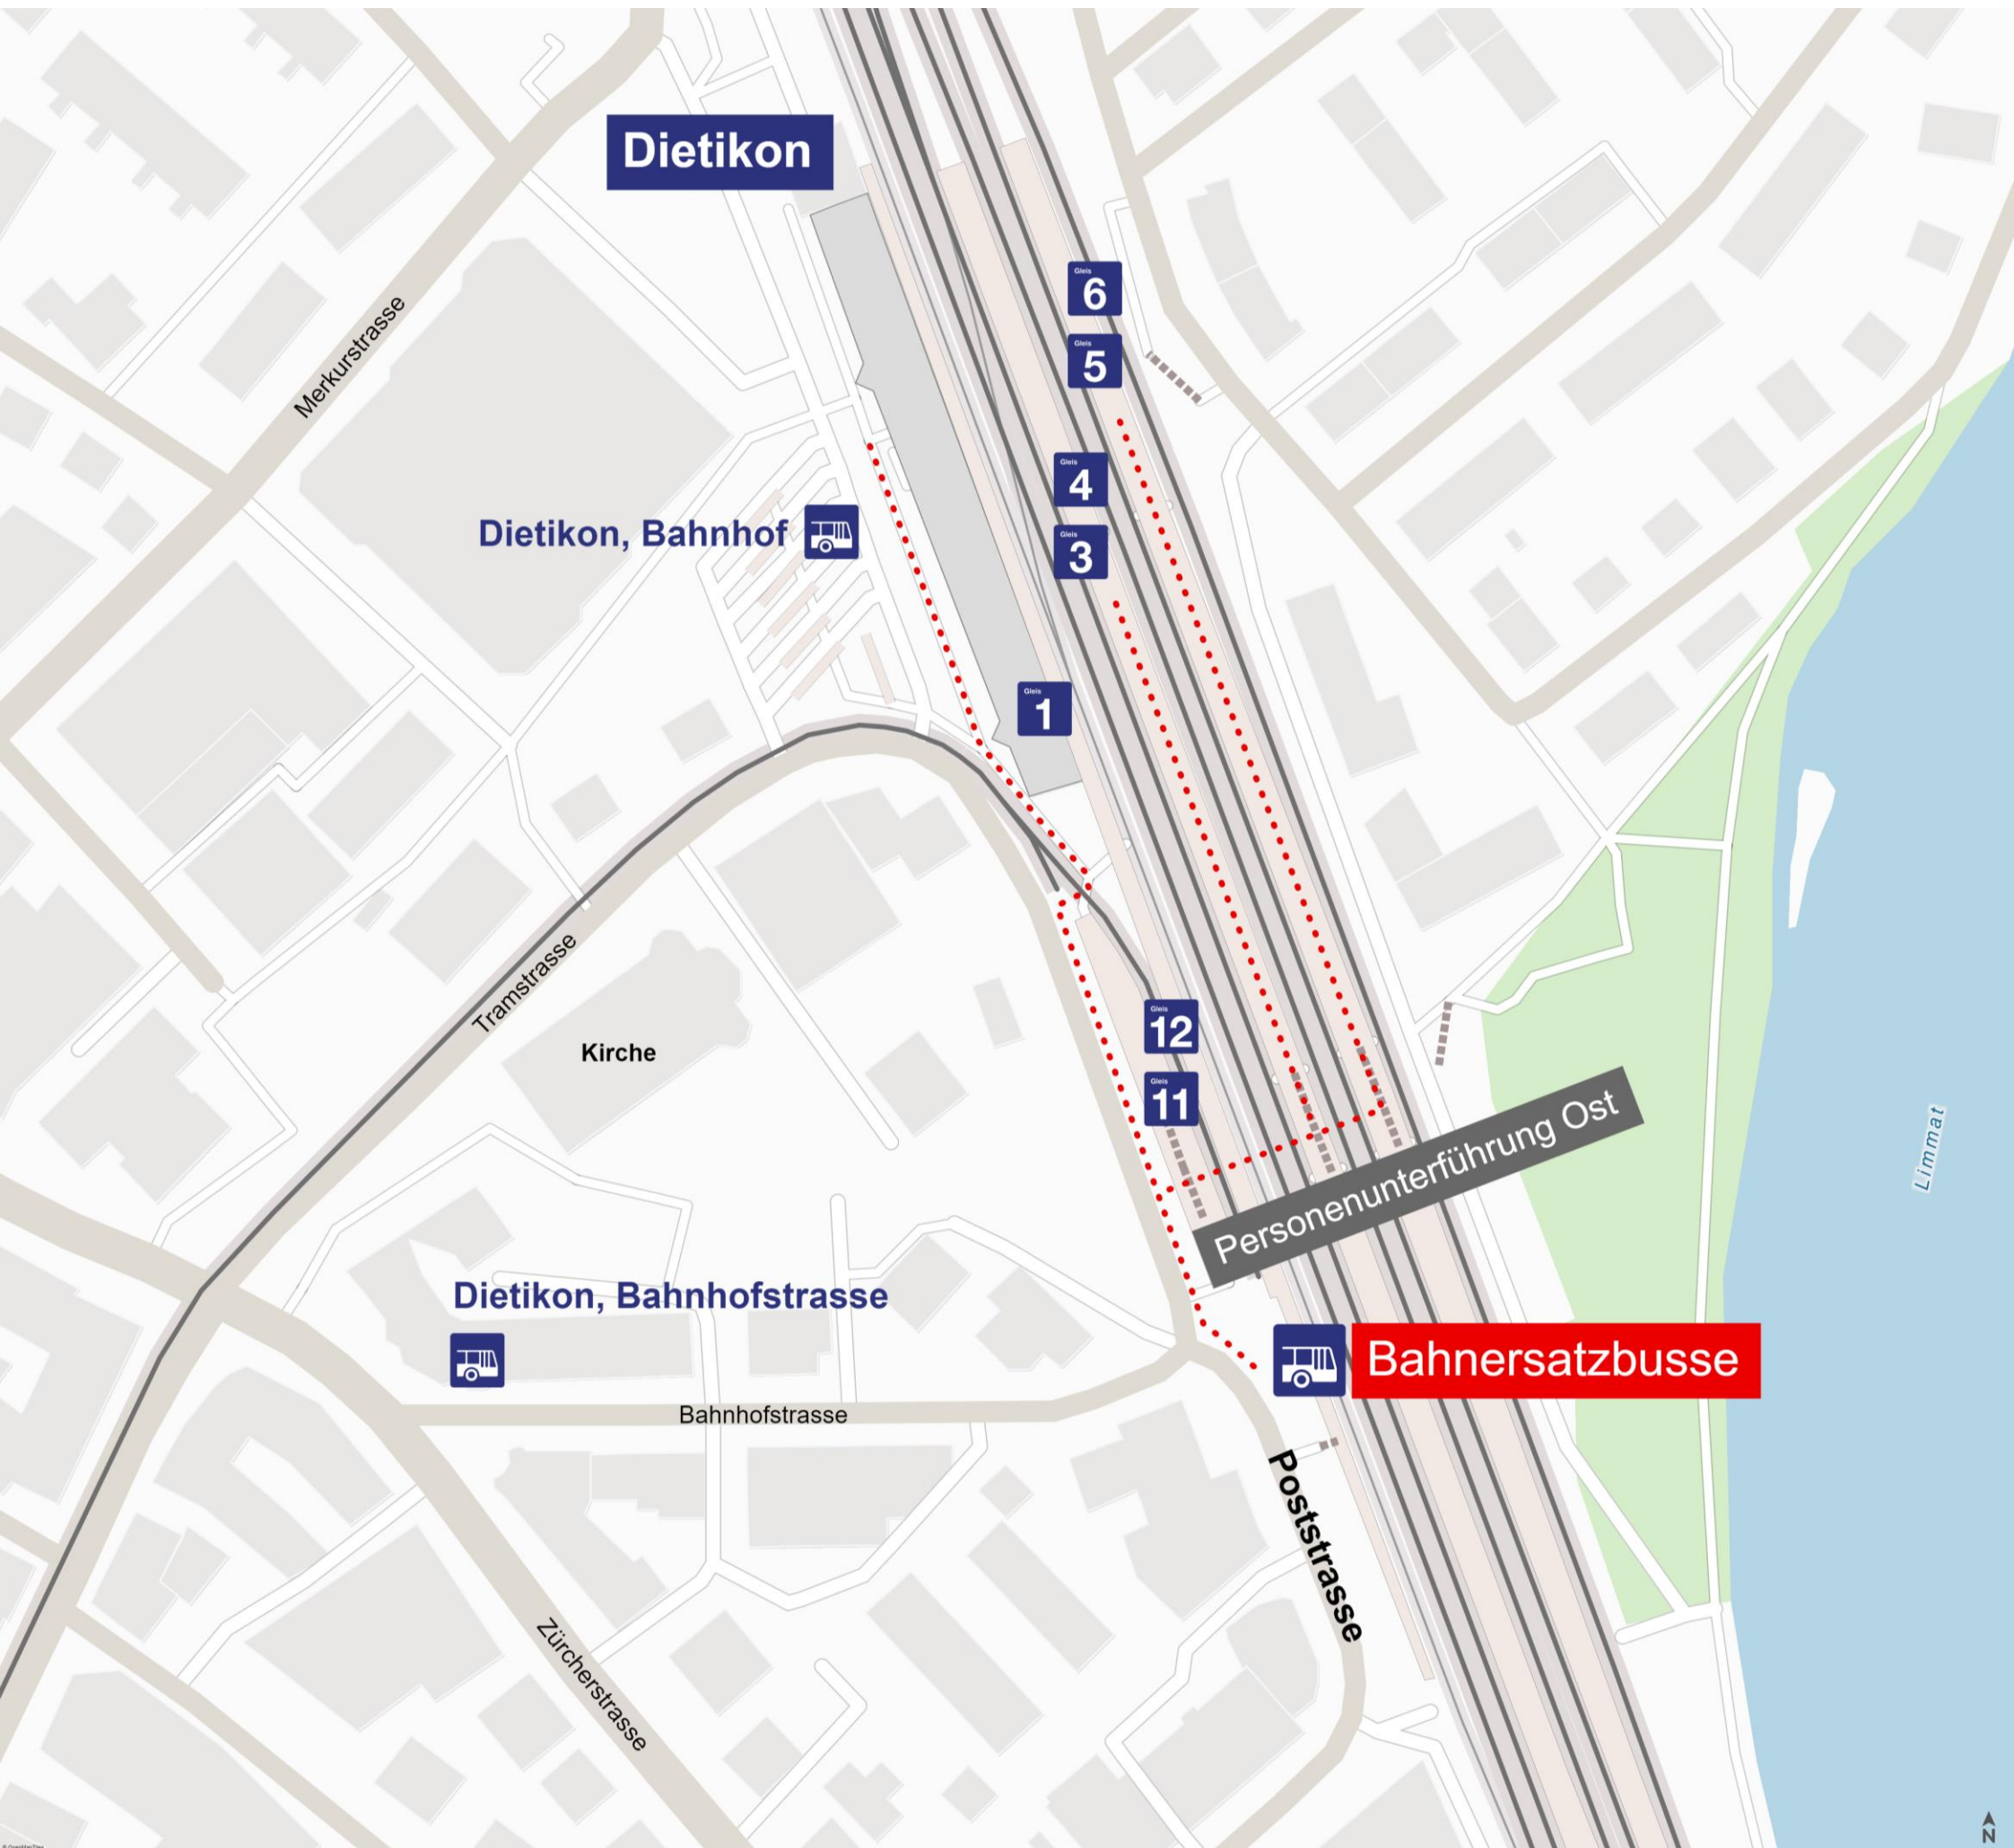 Dietikon
Gleis
6
Gleis
5
Merkurstrasse
Gleis
4
Dietikon, Bahnhof
Gleis
3
Gleis
1
Tramstrasse
Kirche
Gleis
12
Gleis
11
Personenunterführung Ost
Limmat
Dietikon, Bahnhofstrasse
Bahnersatzbusse
Bahnhofstrasse
Poststrasse
Zürcherstrasse
N
© OpenMapTiles